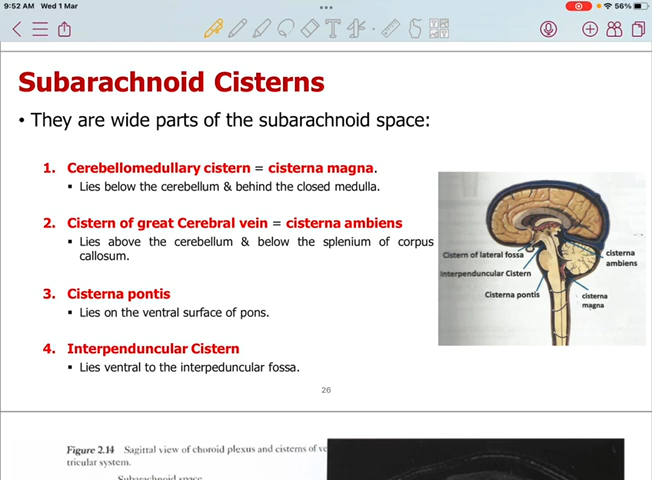 9:52 AM Wed 1 Mar
56%
Subarachnoid Cisterns
• They are wide parts of the subarachnoid space:
1. Cerebellomedullary cistern = cisterna magna.
▪ Lies below the cerebellum & behind the closed medulla.
2. Cistern of great Cerebral vein = cisterna ambiens
▪ Lies above the cerebellum & below the splenium of corpus
callosum.
3. Cisterna pontis
▪ Lies on the ventral surface of pons.
4. Interpenduncular Cistern
▪ Lies ventral to the interpeduncular fossa.
Cistern of lateral fossa
Interpenduncular Cistern
Cisterna pontis
cisterna
ambiens
cisterna
magna
26
Figure 2.14 Sagittal view of choroid plexus and cisterns of ve
tricular system.
Subarachnoid space